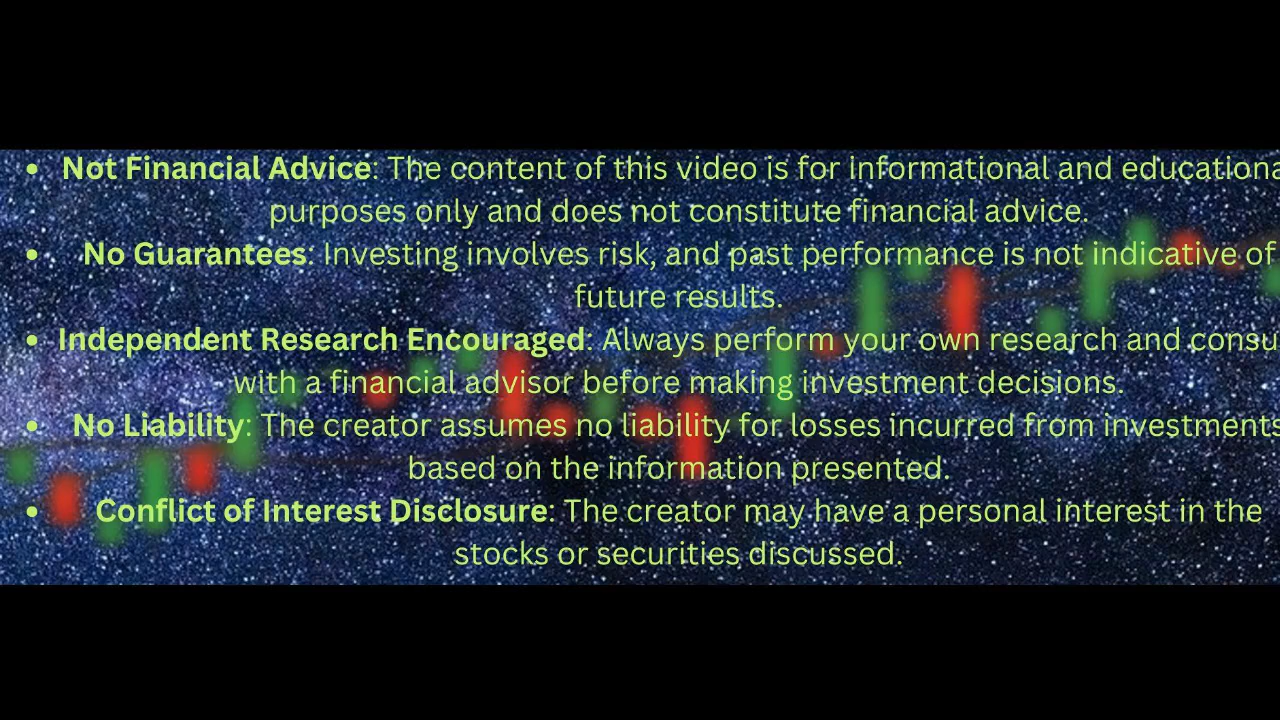 • Not Financial Advice: The content of this video is for informational and educationa
purposes only and does not constitute financial advice.
• No Guarantees: Investing involves risk, and past performance is not indicative of
future results.
• Independent Research Encouraged: Always perform your own research and consu
with a financial advisor before making investment decisions.
• No Liability: The creator assumes no liability for losses incurred from investments
based on the information presented.
• Conflict of Interest Disclosure: The creator may have a personal interest in the
stocks or securities discussed.